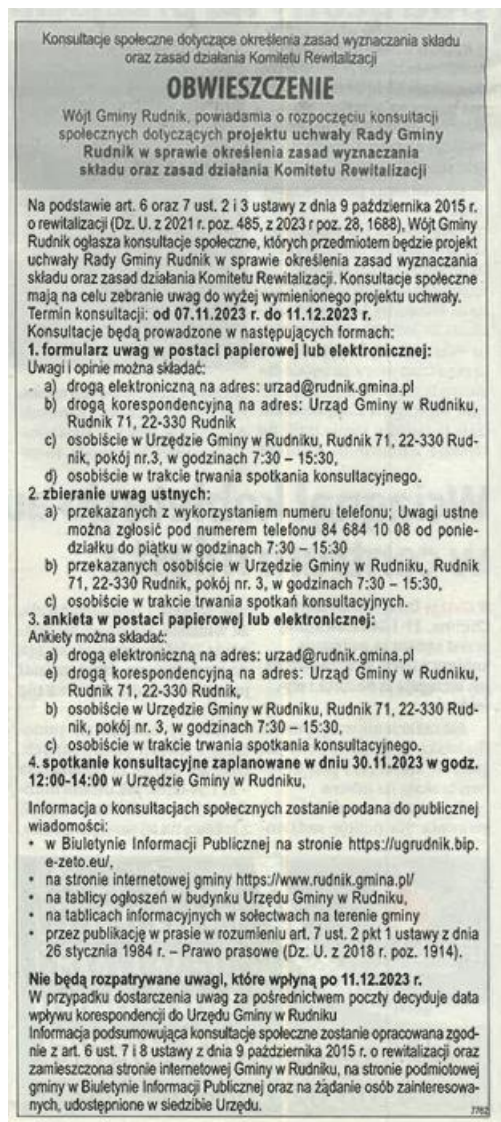 Konsultacje społeczne dotyczące określenia zasad wyznaczania składu
oraz zasad działania Komitetu Rewitalizacji
OBWIESZCZENIE
Wójt Gminy Rudnik, powiadamia o rozpoczęciu konsultacji
społecznych dotyczących projektu uchwały Rady Gminy
Rudnik w sprawie określenia zasad wyznaczania
składu oraz zasad działania Komitetu Rewitalizacji
Na podstawie art. 6 oraz 7 ust. 2 i 3 ustawy z dnia 9 października 2015 r.
o rewitalizacji (Dz. U. z 2021 r. poz. 485, z 2023 r poz. 28, 1688), Wójt Gminy
Rudnik ogłasza konsultacje społeczne, których przedmiotem będzie projekt
uchwały Rady Gminy Rudnik w sprawie określenia zasad wyznaczania
składu oraz zasad działania Komitetu Rewitalizacji. Konsultacje społeczne
mają na celu zebranie uwag do wyżej wymienionego projektu uchwały.
Termin konsultacji: od 07.11.2023 r. do 11.12.2023 r.
Konsultacje będą prowadzone w następujących formach:
1. formularz uwag w postaci papierowej lub elektronicznej:
Uwagi i opinie można składać:
a) drogą elektroniczną na adres: urzad@rudnik.gmina.pl
b) drogą korespondencyjną na adres: Urząd Gminy w Rudniku,
Rudnik 71, 22-330 Rudnik
c) osobiście w Urzędzie Gminy w Rudniku, Rudnik 71, 22-330 Rud-
nik, pokój nr.3, w godzinach 7:30 – 15:30,
d) osobiście w trakcie trwania spotkania konsultacyjnego.
2. zbieranie uwag ustnych:
a) przekazanych z wykorzystaniem numeru telefonu; Uwagi ustne
można zgłosić pod numerem telefonu 84 684 10 08 od ponie-
działku do piątku w godzinach 7:30 – 15:30
b) przekazanych osobiście w Urzędzie Gminy w Rudniku, Rudnik
71, 22-330 Rudnik, pokój nr. 3, w godzinach 7:30 – 15:30,
c) osobiście w trakcie trwania spotkań konsultacyjnych.
3. ankieta w postaci papierowej lub elektronicznej:
Ankiety można składać:
a) drogą elektroniczną na adres: urzad@rudnik.gmina.pl
e) drogą korespondencyjną na adres: Urząd Gminy w Rudniku,
Rudnik 71, 22-330 Rudnik,
b) osobiście w Urzędzie Gminy w Rudniku, Rudnik 71, 22-330 Rud-
nik, pokój nr. 3, w godzinach 7:30 – 15:30,
c) osobiście w trakcie trwania spotkania konsultacyjnego.
4. spotkanie konsultacyjne zaplanowane w dniu 30.11.2023 w godz.
12:00-14:00 w Urzędzie Gminy w Rudniku,
Informacja o konsultacjach społecznych zostanie podana do publicznej
wiadomości:
• w Biuletynie Informacji Publicznej na stronie https://ugrudnik.bip.
e-zeto.eu/,
• na stronie internetowej gminy https://www.rudnik.gmina.pl/
• na tablicy ogłoszeń w budynku Urzędu Gminy w Rudniku,
• na tablicach informacyjnych w sołectwach na terenie gminy
• przez publikację w prasie w rozumieniu art. 7 ust. 2 pkt 1 ustawy z dnia
26 stycznia 1984 r. – Prawo prasowe (Dz. U. z 2018 r. poz. 1914).
Nie będą rozpatrywane uwagi, które wpłyną po 11.12.2023 r.
W przypadku dostarczenia uwag za pośrednictwem poczty decyduje data
wpływu korespondencji do Urzędu Gminy w Rudniku
Informacja podsumowująca konsultacje społeczne zostanie opracowana zgod-
nie z art. 6 ust. 7 i 8 ustawy z dnia 9 października 2015 r. o rewitalizacji oraz
zamieszczona stronie internetowej Gminy w Rudniku, na stronie podmiotowej
gminy w Biuletynie Informacji Publicznej oraz na żądanie osób zainteresowa-
nych, udostępnione w siedzibie Urzędu.
7762